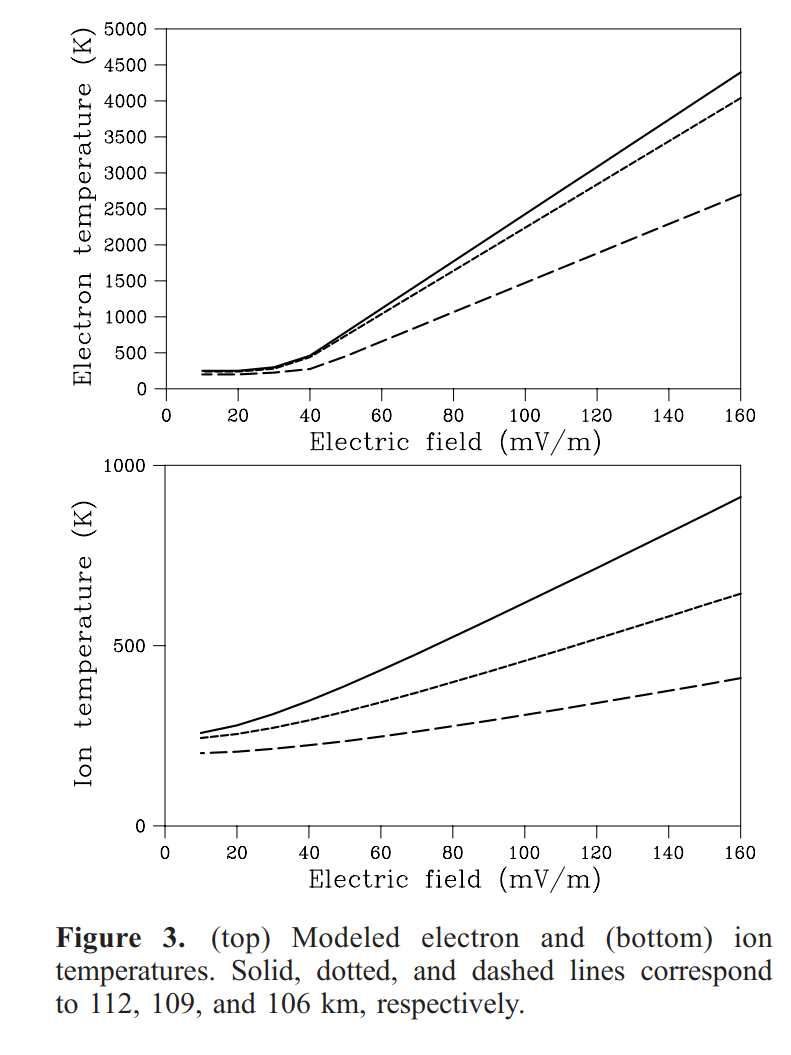 5000
4500
4000
3500
3000
2500
2000
1500
1000
500
0
Electron temperature (K)
0 20 40 60 80 100 120 140 160
Electric field (mV/m)
1000
500
0
Ion temperature (K)
0 20 40 60 80 100 120 140 160
Electric field (mV/m)
Figure 3. (top) Modeled electron and (bottom) ion
temperatures. Solid, dotted, and dashed lines correspond
to 112, 109, and 106 km, respectively.